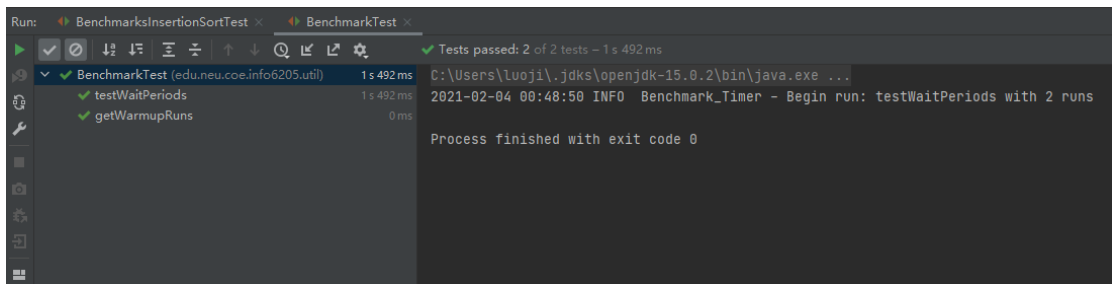 Run: BenchmarksInsertionSortTest × BenchmarkTest ×
Tests passed: 2 of 2 tests – 1 s 492 ms
BenchmarkTest (edu.neu.coe.info6205.util) 1 s 492 ms
testWaitPeriods 1 s 492 ms
getWarmupRuns 0 ms
C:\Users\luoji\.jdks\openjdk-15.0.2\bin\java.exe ...
2021-02-04 00:48:50 INFO  Benchmark_Timer - Begin run: testWaitPeriods with 2 runs
Process finished with exit code 0